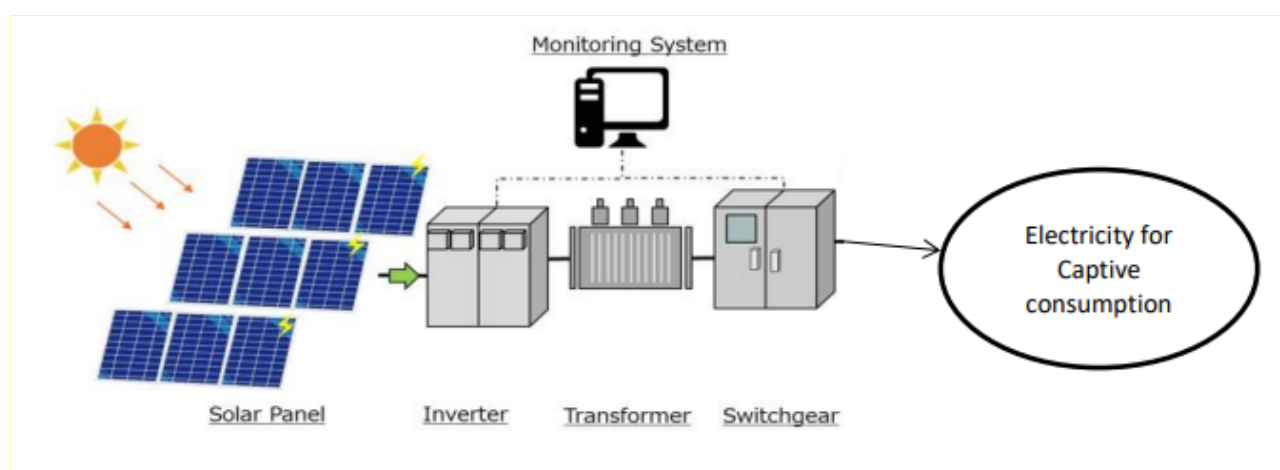 Monitoring System
Electricity for
Captive
consumption
Solar Panel
Inverter
Transformer
Switchgear